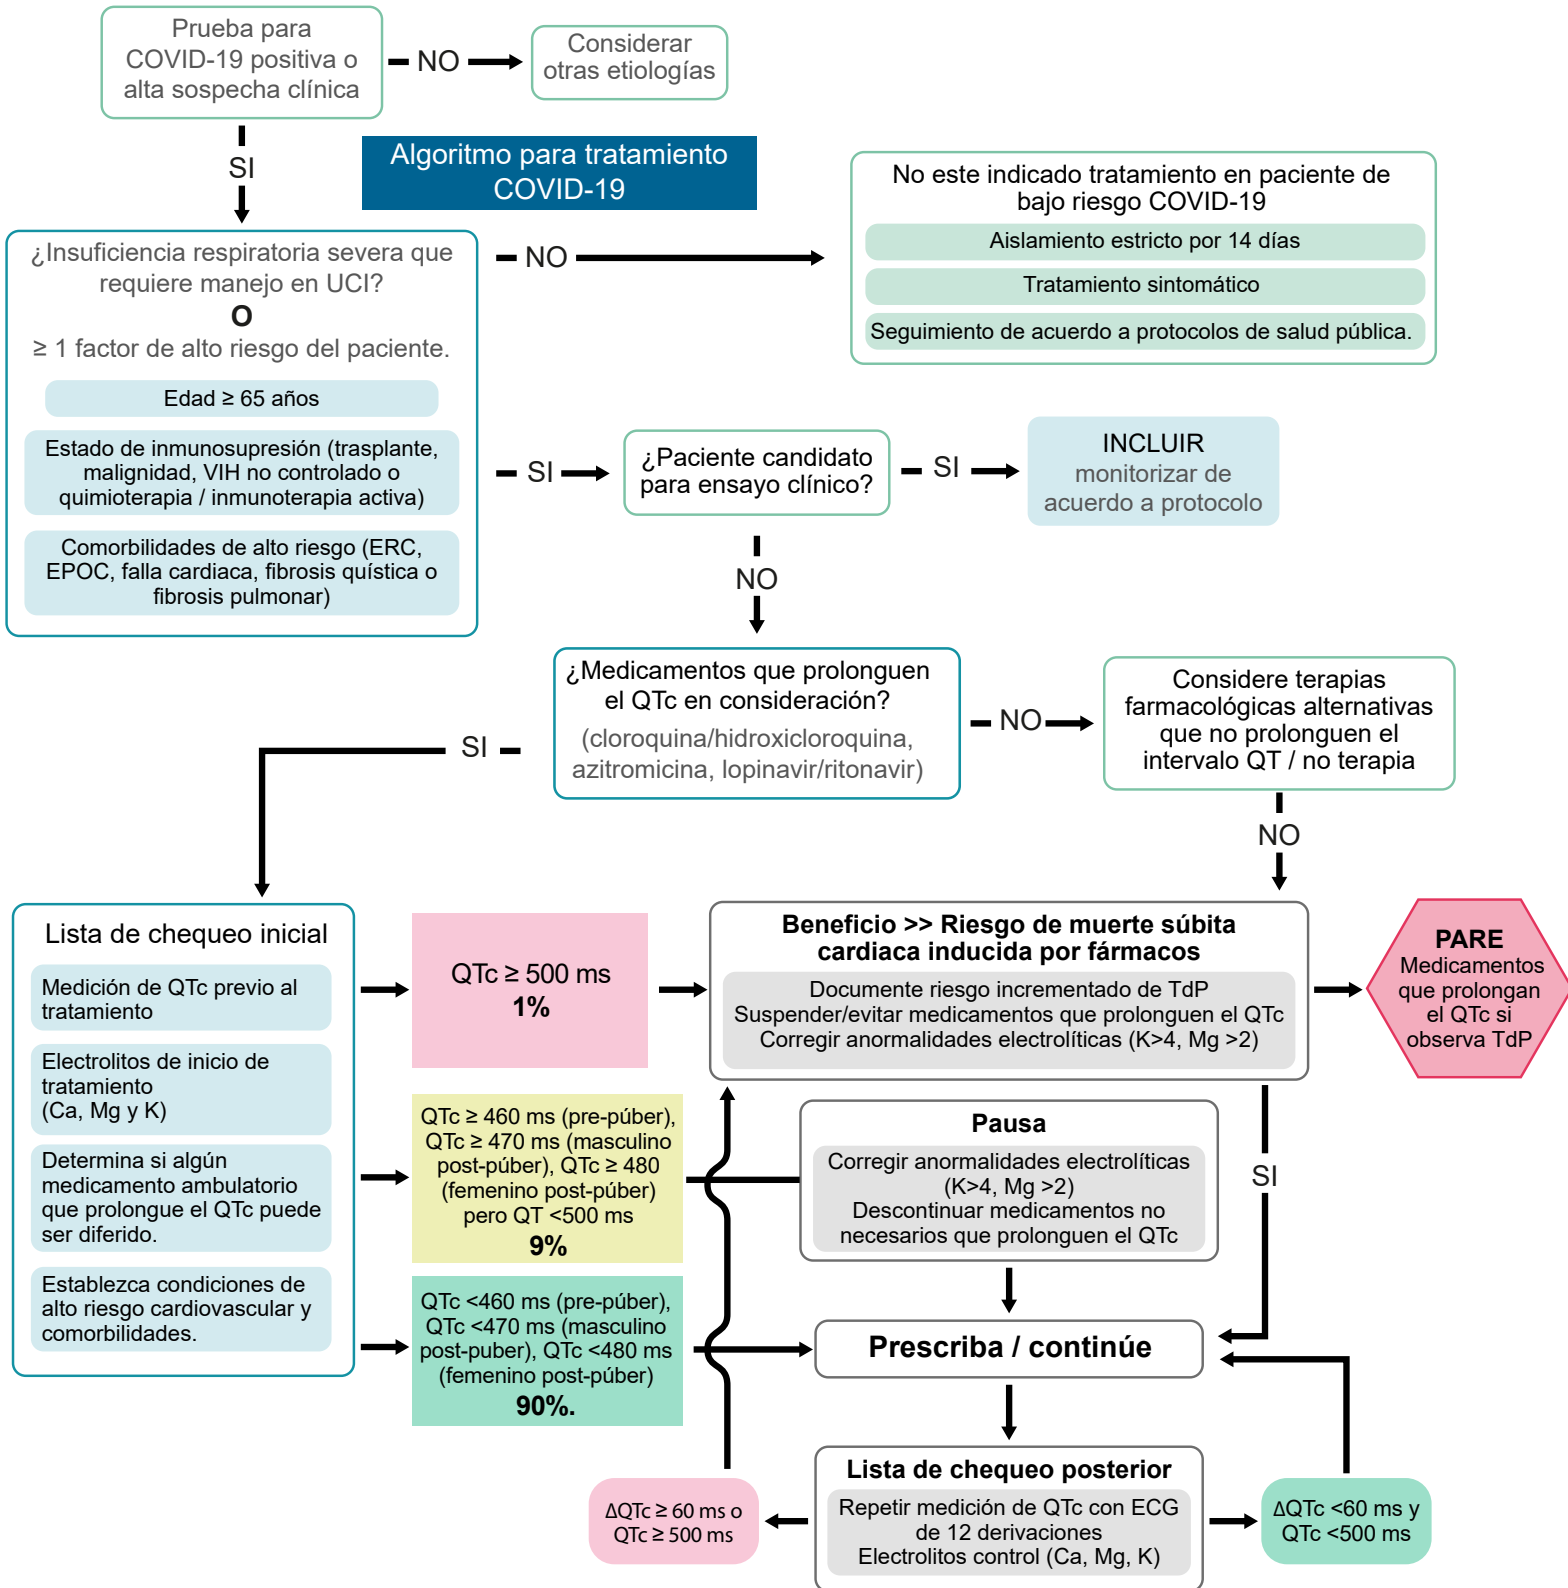 Prueba para
COVID-19 positiva o
alta sospecha clínica
NO
Considerar
otras etiologías
SI
Algoritmo para tratamiento
COVID-19
No este indicado tratamiento en paciente de
bajo riesgo COVID-19
Aislamiento estricto por 14 días
Tratamiento sintomático
Seguimiento de acuerdo a protocolos de salud pública.
¿Insuficiencia respiratoria severa que
requiere manejo en UCI?
O
≥ 1 factor de alto riesgo del paciente.
NO
Edad ≥ 65 años
Estado de inmunosupresión (trasplante,
malignidad, VIH no controlado o
quimioterapia / inmunoterapia activa)
Comorbilidades de alto riesgo (ERC,
EPOC, falla cardiaca, fibrosis quística o
fibrosis pulmonar)
SI
¿Paciente candidato
para ensayo clínico?
SI
INCLUIR
monitorizar de
acuerdo a protocolo
NO
¿Medicamentos que prolonguen
el QTc en consideración?
(cloroquina/hidroxicloroquina,
azitromicina, lopinavir/ritonavir)
NO
Considere terapias
farmacológicas alternativas
que no prolonguen el
intervalo QT / no terapia
SI
NO
Lista de chequeo inicial
Medición de QTc previo al
tratamiento
Electrolitos de inicio de
tratamiento
(Ca, Mg y K)
Determina si algún
medicamento ambulatorio
que prolongue el QTc puede
ser diferido.
Establezca condiciones de
alto riesgo cardiovascular y
comorbilidades.
QTc ≥ 500 ms
1%
QTc ≥ 460 ms (pre-púber),
QTc ≥ 470 ms (masculino
post-púber), QTc ≥ 480
(femenino post-púber)
pero QT <500 ms
9%
QTc <460 ms (pre-púber),
QTc <470 ms (masculino
post-puber), QTc <480 ms
(femenino post-púber)
90%.
Beneficio >> Riesgo de muerte súbita
cardiaca inducida por fármacos
Documente riesgo incrementado de TdP
Suspender/evitar medicamentos que prolonguen el QTc
Corregir anormalidades electrolíticas (K>4, Mg >2)
PARE
Medicamentos
que prolongan
el QTc si
observa TdP
Pausa
Corregir anormalidades electrolíticas
(K>4, Mg >2)
Descontinuar medicamentos no
necesarios que prolonguen el QTc
SI
Prescriba / continúe
Lista de chequeo posterior
Repetir medición de QTc con ECG
de 12 derivaciones
Electrolitos control (Ca, Mg, K)
ΔQTc ≥ 60 ms o
QTc ≥ 500 ms
ΔQTc <60 ms y
QTc <500 ms